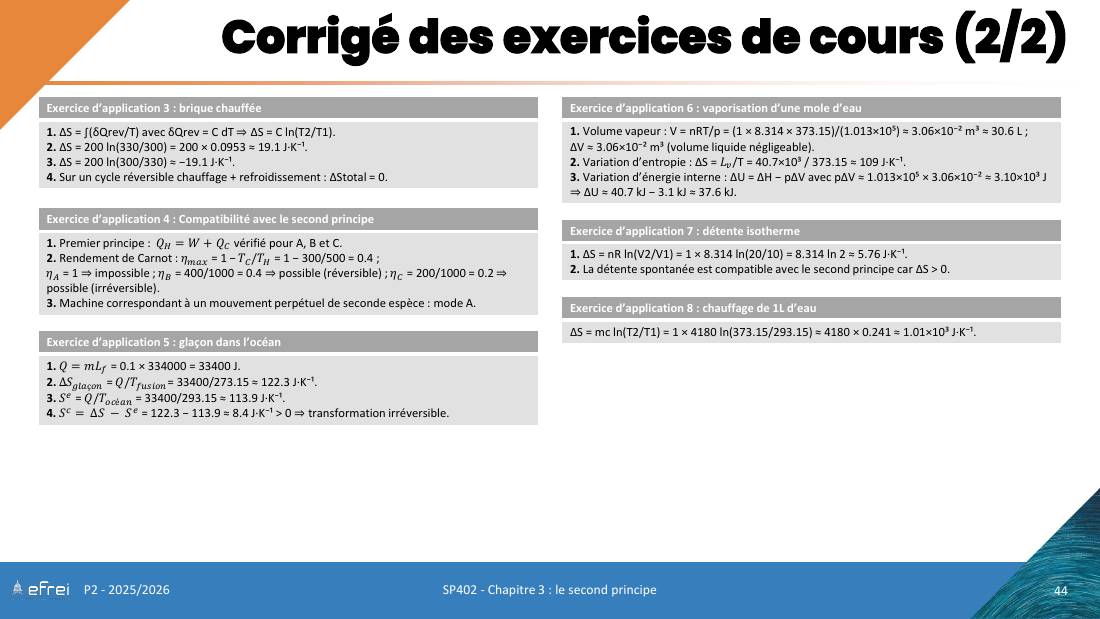 Corrigé des exercices de cours (2/2)
Exercice d’application 3 : brique chauffée
1. ΔS = ∫(δQrev/T) avec δQrev = C dT ⇒ ΔS = C ln(T2/T1).
2. ΔS = 200 ln(330/300) = 200 × 0.0953 ≈ 19.1 J·K⁻¹.
3. ΔS = 200 ln(300/330) ≈ −19.1 J·K⁻¹.
4. Sur un cycle réversible chauffage + refroidissement : ΔStotal = 0.
Exercice d’application 4 : Compatibilité avec le second principe
1. Premier principe : Q_H = W + Q_C vérifié pour A, B et C.
2. Rendement de Carnot : η_max = 1 − T_C/T_H = 1 − 300/500 = 0.4 ;
η_A = 1 ⇒ impossible ; η_B = 400/1000 = 0.4 ⇒ possible (réversible) ; η_C = 200/1000 = 0.2 ⇒
possible (irréversible).
3. Machine correspondant à un mouvement perpétuel de seconde espèce : mode A.
Exercice d’application 5 : glaçon dans l’océan
1. Q = mL_f = 0.1 × 334000 = 33400 J.
2. ΔS_glaçon = Q/T_fusion = 33400/273.15 ≈ 122.3 J·K⁻¹.
3. S^e = Q/T_océan = 33400/293.15 ≈ 113.9 J·K⁻¹.
4. S^c = ΔS − S^e = 122.3 − 113.9 ≈ 8.4 J·K⁻¹ > 0 ⇒ transformation irréversible.
Exercice d’application 6 : vaporisation d’une mole d’eau
1. Volume vapeur : V = nRT/p = (1 × 8.314 × 373.15)/(1.013×10⁵) ≈ 3.06×10⁻² m³ ≈ 30.6 L ;
ΔV ≈ 3.06×10⁻² m³ (volume liquide négligeable).
2. Variation d’entropie : ΔS = L_v/T = 40.7×10³ / 373.15 ≈ 109 J·K⁻¹.
3. Variation d’énergie interne : ΔU = ΔH − pΔV avec pΔV ≈ 1.013×10⁵ × 3.06×10⁻² ≈ 3.10×10³ J
⇒ ΔU ≈ 40.7 kJ − 3.1 kJ ≈ 37.6 kJ.
Exercice d’application 7 : détente isotherme
1. ΔS = nR ln(V2/V1) = 1 × 8.314 ln(20/10) = 8.314 ln 2 ≈ 5.76 J·K⁻¹.
2. La détente spontanée est compatible avec le second principe car ΔS > 0.
Exercice d’application 8 : chauffage de 1L d’eau
ΔS = mc ln(T2/T1) = 1 × 4180 ln(373.15/293.15) ≈ 4180 × 0.241 ≈ 1.01×10³ J·K⁻¹.
efrei P2 - 2025/2026
SP402 - Chapitre 3 : le second principe
44